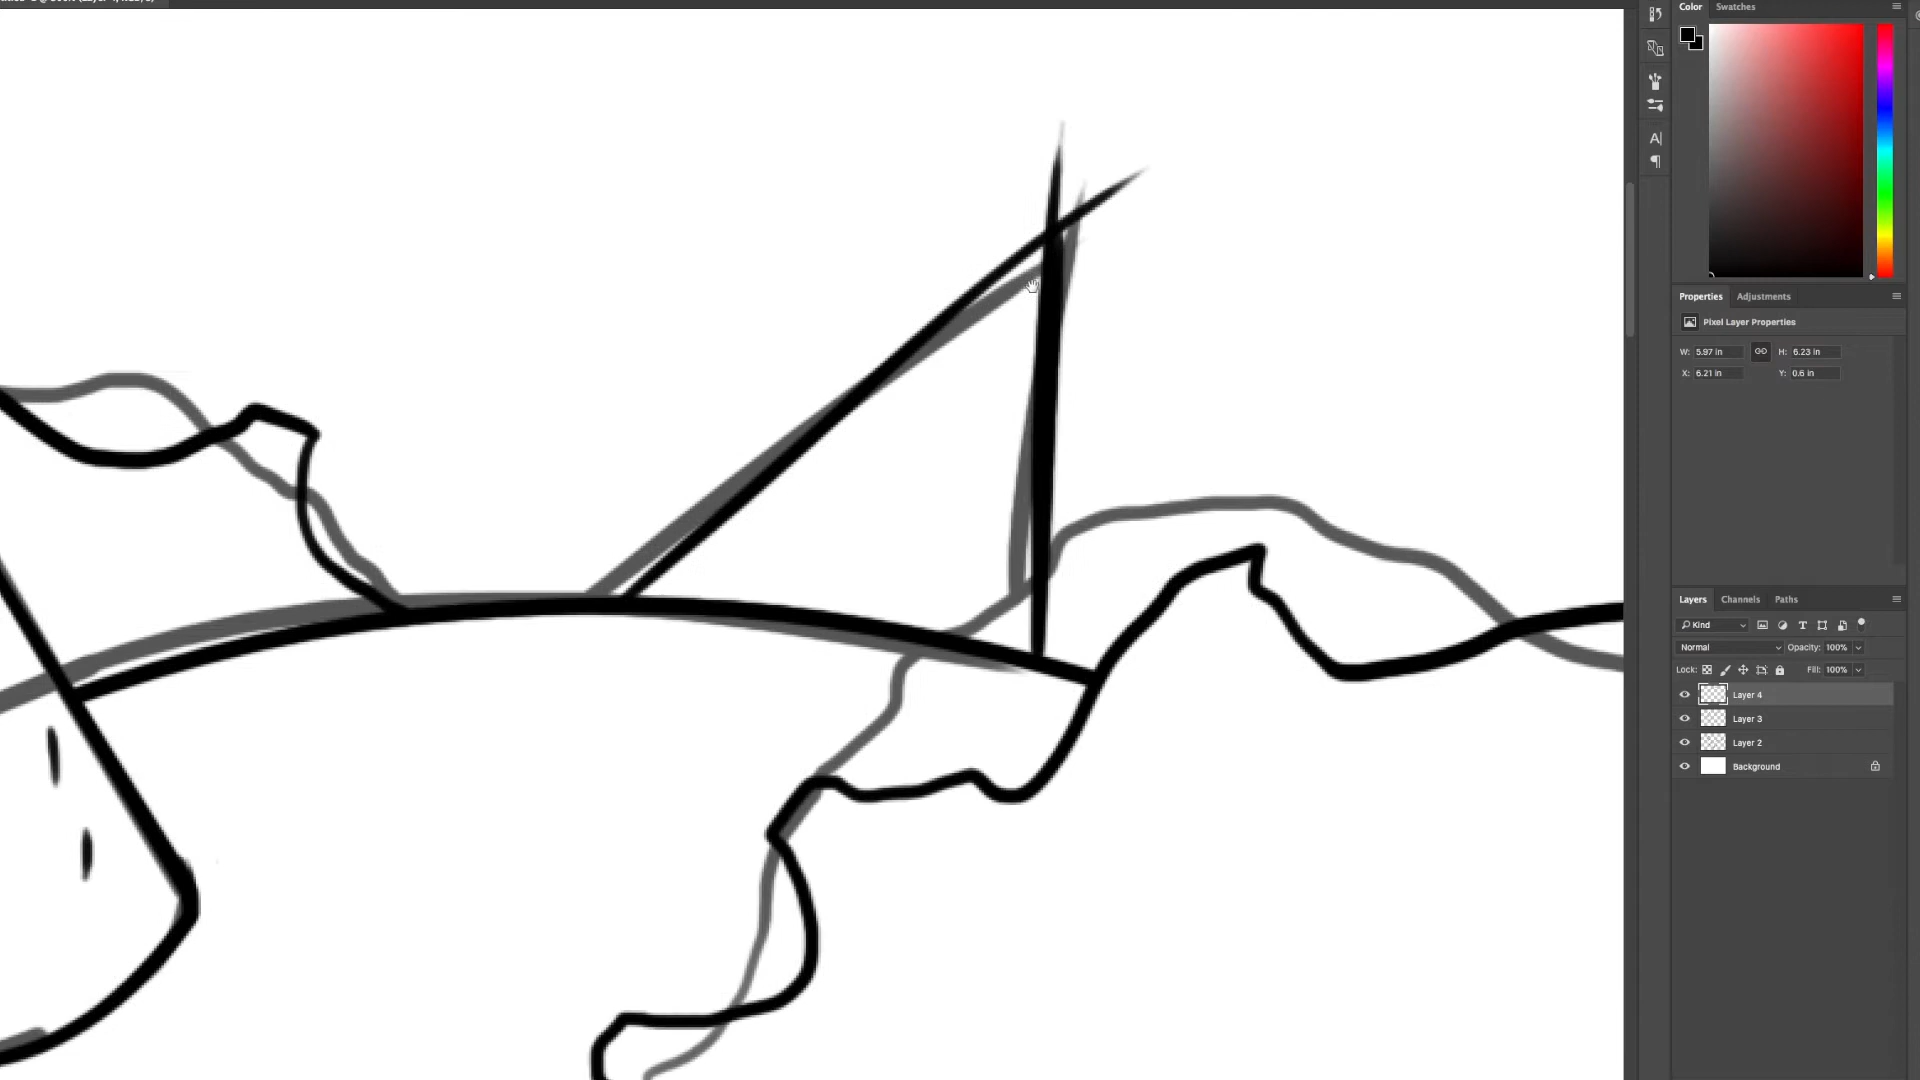 Color Swatches
A|
¶
Properties Adjustments
Pixel Layer Properties
W: 5.97 in H: 6.23 in
X: 6.21 in Y: 0.6 in
Layers Channels Paths
Kind
Normal Opacity: 100%
Lock: Fill: 100%
Layer 4
Layer 3
Layer 2
Background